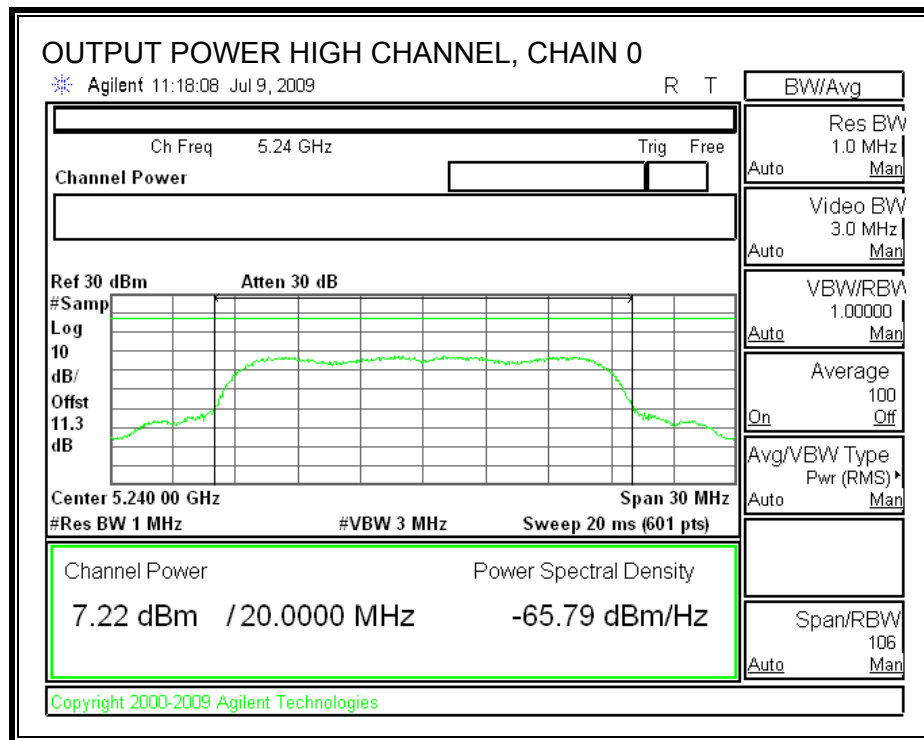 OUTPUT POWER HIGH CHANNEL, CHAIN 0
Agilent 11:18:08 Jul 9, 2009 R T
Ch Freq 5.24 GHz Trig Free
Channel Power
Ref 30 dBm Atten 30 dB
#Samp
Log
10
dB/
Offst
11.3
dB
Center 5.240 00 GHz Span 30 MHz
#Res BW 1 MHz #VBW 3 MHz Sweep 20 ms (601 pts)
Channel Power Power Spectral Density
7.22 dBm / 20.0000 MHz -65.79 dBm/Hz
Copyright 2000-2009 Agilent Technologies
BW/Avg
Res BW
1.0 MHz
Auto Man
Video BW
3.0 MHz
Auto Man
VBW/RBW
1.00000
Auto Man
Average
100
On Off
Avg/VBW Type
Pwr (RMS)
Auto Man
Span/RBW
106
Auto Man